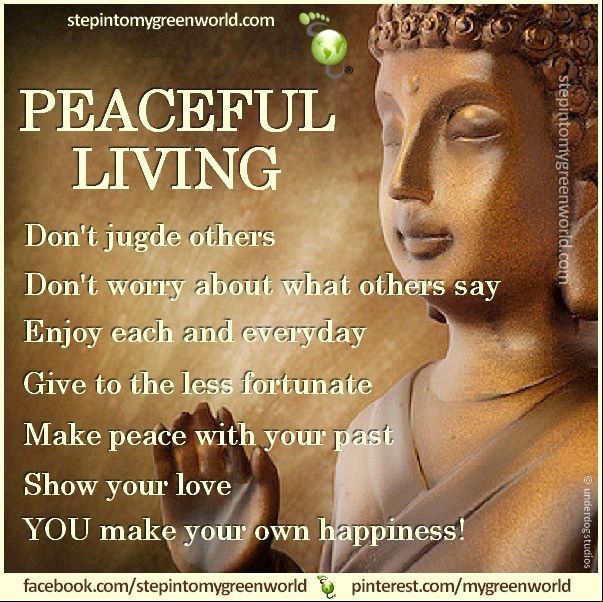 stepintomygreenworld.com
®
PEACEFUL
LIVING
stepintomygreenworld.com
Don't jugde others
Don't worry about what others say
Enjoy each and everyday
Give to the less fortunate
Make peace with your past
Show your love
YOU make your own happiness!
© underdogstudios
facebook.com/stepintomygreenworld pinterest.com/mygreenworld